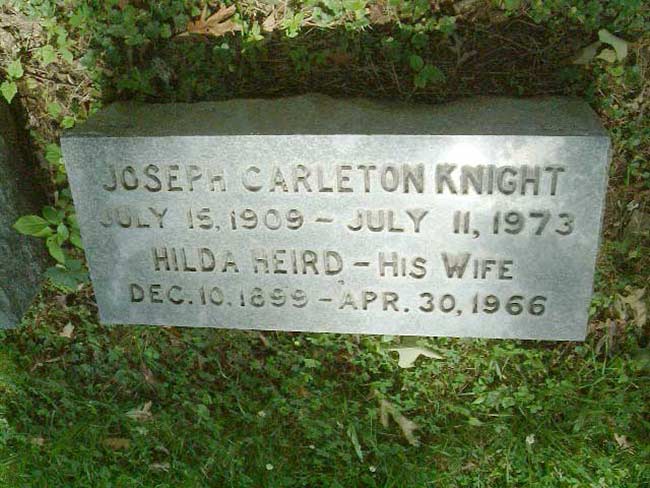 JOSEPH CARLETON KNIGHT
JULY 15, 1909 – JULY 11, 1973
HILDA HEIRD – HIS WIFE
DEC. 10, 1899 – APR. 30, 1966